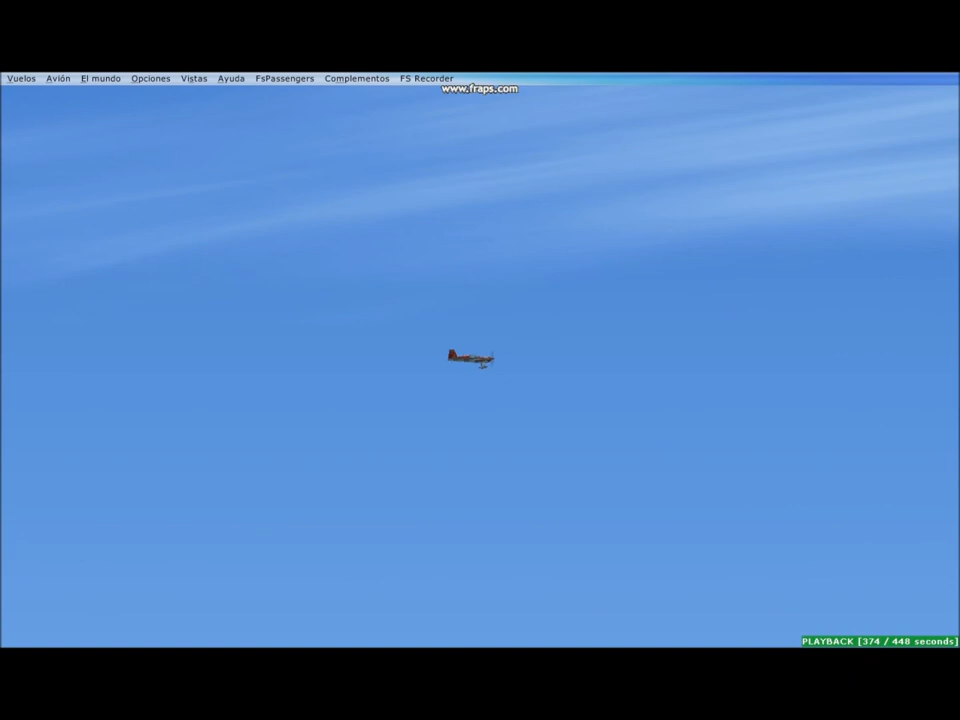 Vuelos Avión El mundo Opciones Vistas Ayuda FsPassengers Complementos FS Recorder
www.fraps.com
PLAYBACK [374 / 448 seconds]